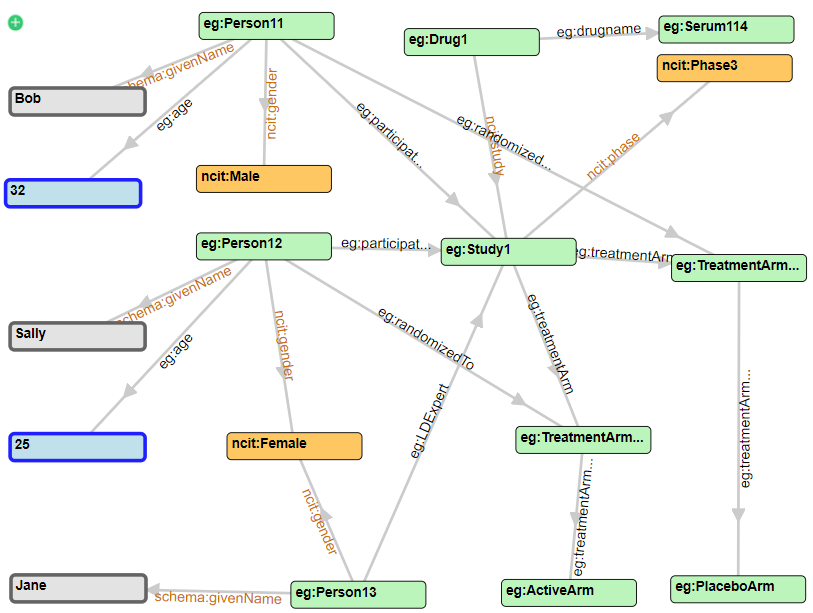 eg:Person11
eg:Drug1
eg:drugname
eg:Serum114
ncit:Phase3
hema:givenName
Bob
eg:age
ncit:gender
eg:participat...
eg:randomized...
ncit:study
ncit:phase
32
ncit:Male
eg:Person12
eg:participat...
eg:Study1
eg:treatmentArm
eg:TreatmentArm...
schema:givenName
Sally
eg:age
ncit:gender
eg:randomizedTo
eg:treatmentArm
eg:LDExpert
eg:treatmentArm...
25
ncit:Female
eg:TreatmentArm...
ncit:gender
eg:treatmentArm...
Jane
schema:givenName
eg:Person13
eg:ActiveArm
eg:PlaceboArm